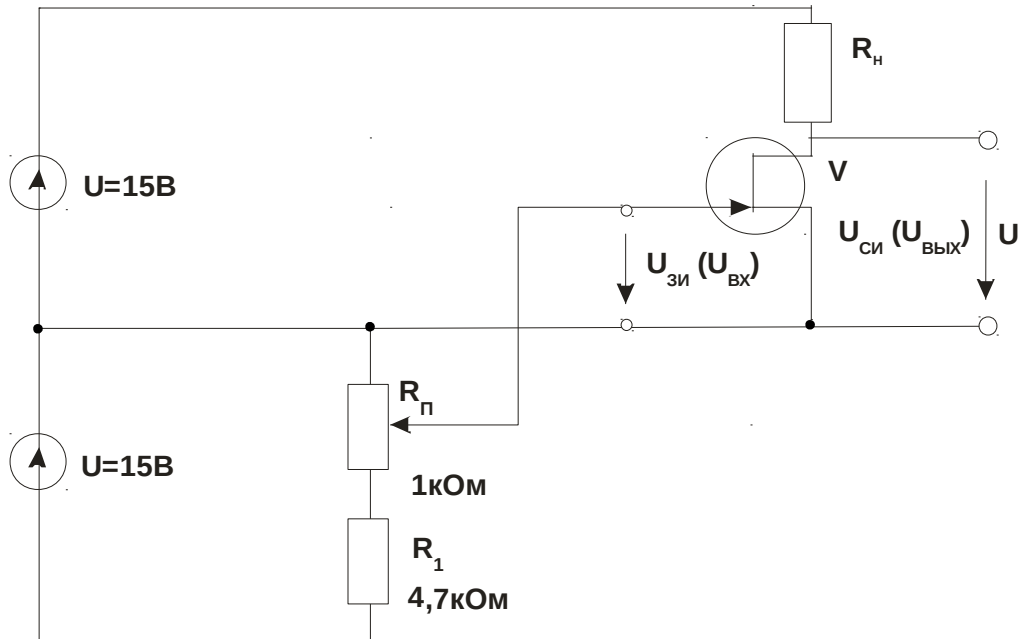 Rн
U=15В
V
UСИ (UВЫХ)
U
UЗИ (UВХ)
RП
1кОм
U=15В
R1
4,7кОм